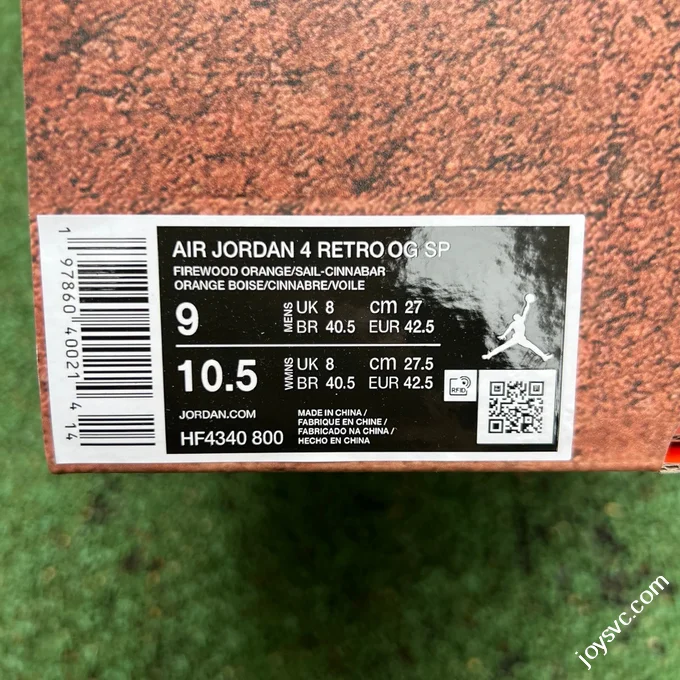 AIR JORDAN 4 RETRO OG SP
FIREWOOD ORANGE/SAIL-CINNABAR
ORANGE BOISE/CINNABRE/VOILE
9 MENS UK 8 cm 27
BR 40.5 EUR 42.5
10.5 WMNS UK 8 cm 27.5
BR 40.5 EUR 42.5
RFID
JORDAN.COM
HF4340 800
MADE IN CHINA /
FABRIQUE EN CHINE /
FABRICADO NA CHINA /
HECHO EN CHINA
1 97860 40021 4 14
joysvc.com